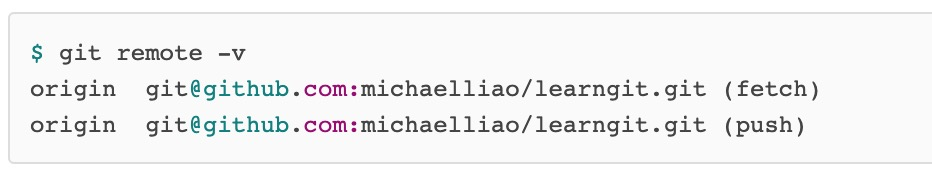 $ git remote -v
origin  git@github.com:michaelliao/learngit.git (fetch)
origin  git@github.com:michaelliao/learngit.git (push)